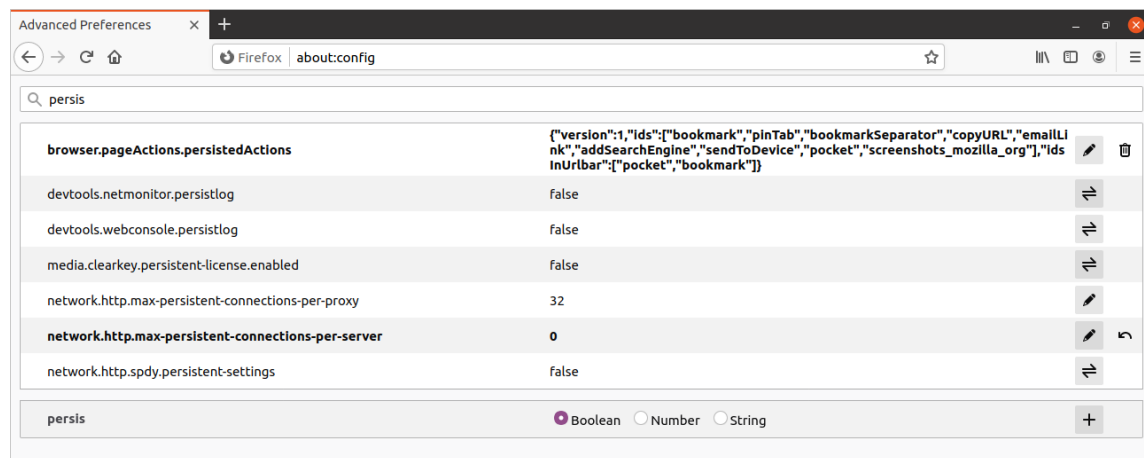 Advanced Preferences
Firefox about:config
persis
browser.pageActions.persistedActions
{"version":1,"ids":["bookmark","pinTab","bookmarkSeparator","copyURL","emailLi
nk","addSearchEngine","sendToDevice","pocket","screenshots_mozilla_org"],"ids
InUrlbar":["pocket","bookmark"]}
devtools.netmonitor.persistlog false
devtools.webconsole.persistlog false
media.clearkey.persistent-license.enabled false
network.http.max-persistent-connections-per-proxy 32
network.http.max-persistent-connections-per-server 0
network.http.spdy.persistent-settings false
persis Boolean Number String